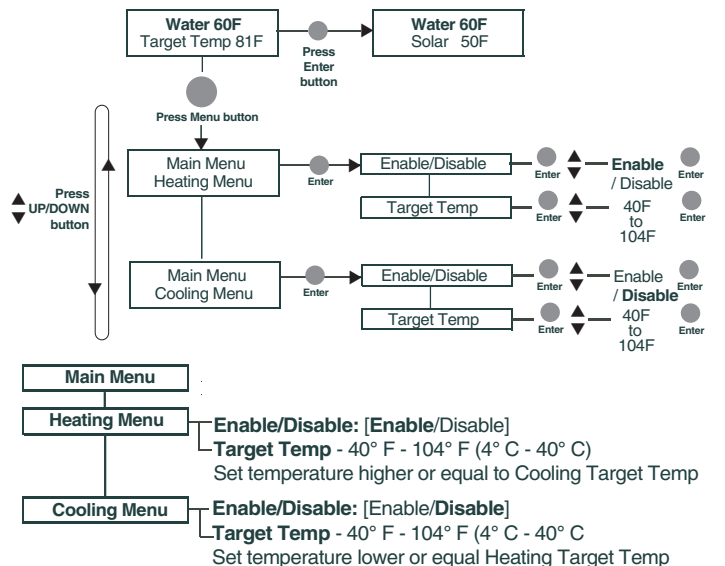 Water 60F
Target Temp 81F
Press
Enter
button
Water 60F
Solar 50F
Press Menu button
Press
UP/DOWN
button
Main Menu
Heating Menu
Enter
Enable/Disable
Enter
Enable
/ Disable
Enter
Target Temp
Enter
40F
to
104F
Enter
Main Menu
Cooling Menu
Enter
Enable/Disable
Enter
Enable
/ Disable
Enter
Target Temp
Enter
40F
to
104F
Enter
Main Menu
Heating Menu
Enable/Disable: [Enable/Disable]
Target Temp - 40° F - 104° F (4° C - 40° C)
Set temperature higher or equal to Cooling Target Temp
Cooling Menu
Enable/Disable: [Enable/Disable]
Target Temp - 40° F - 104° F (4° C - 40° C
Set temperature lower or equal Heating Target Temp